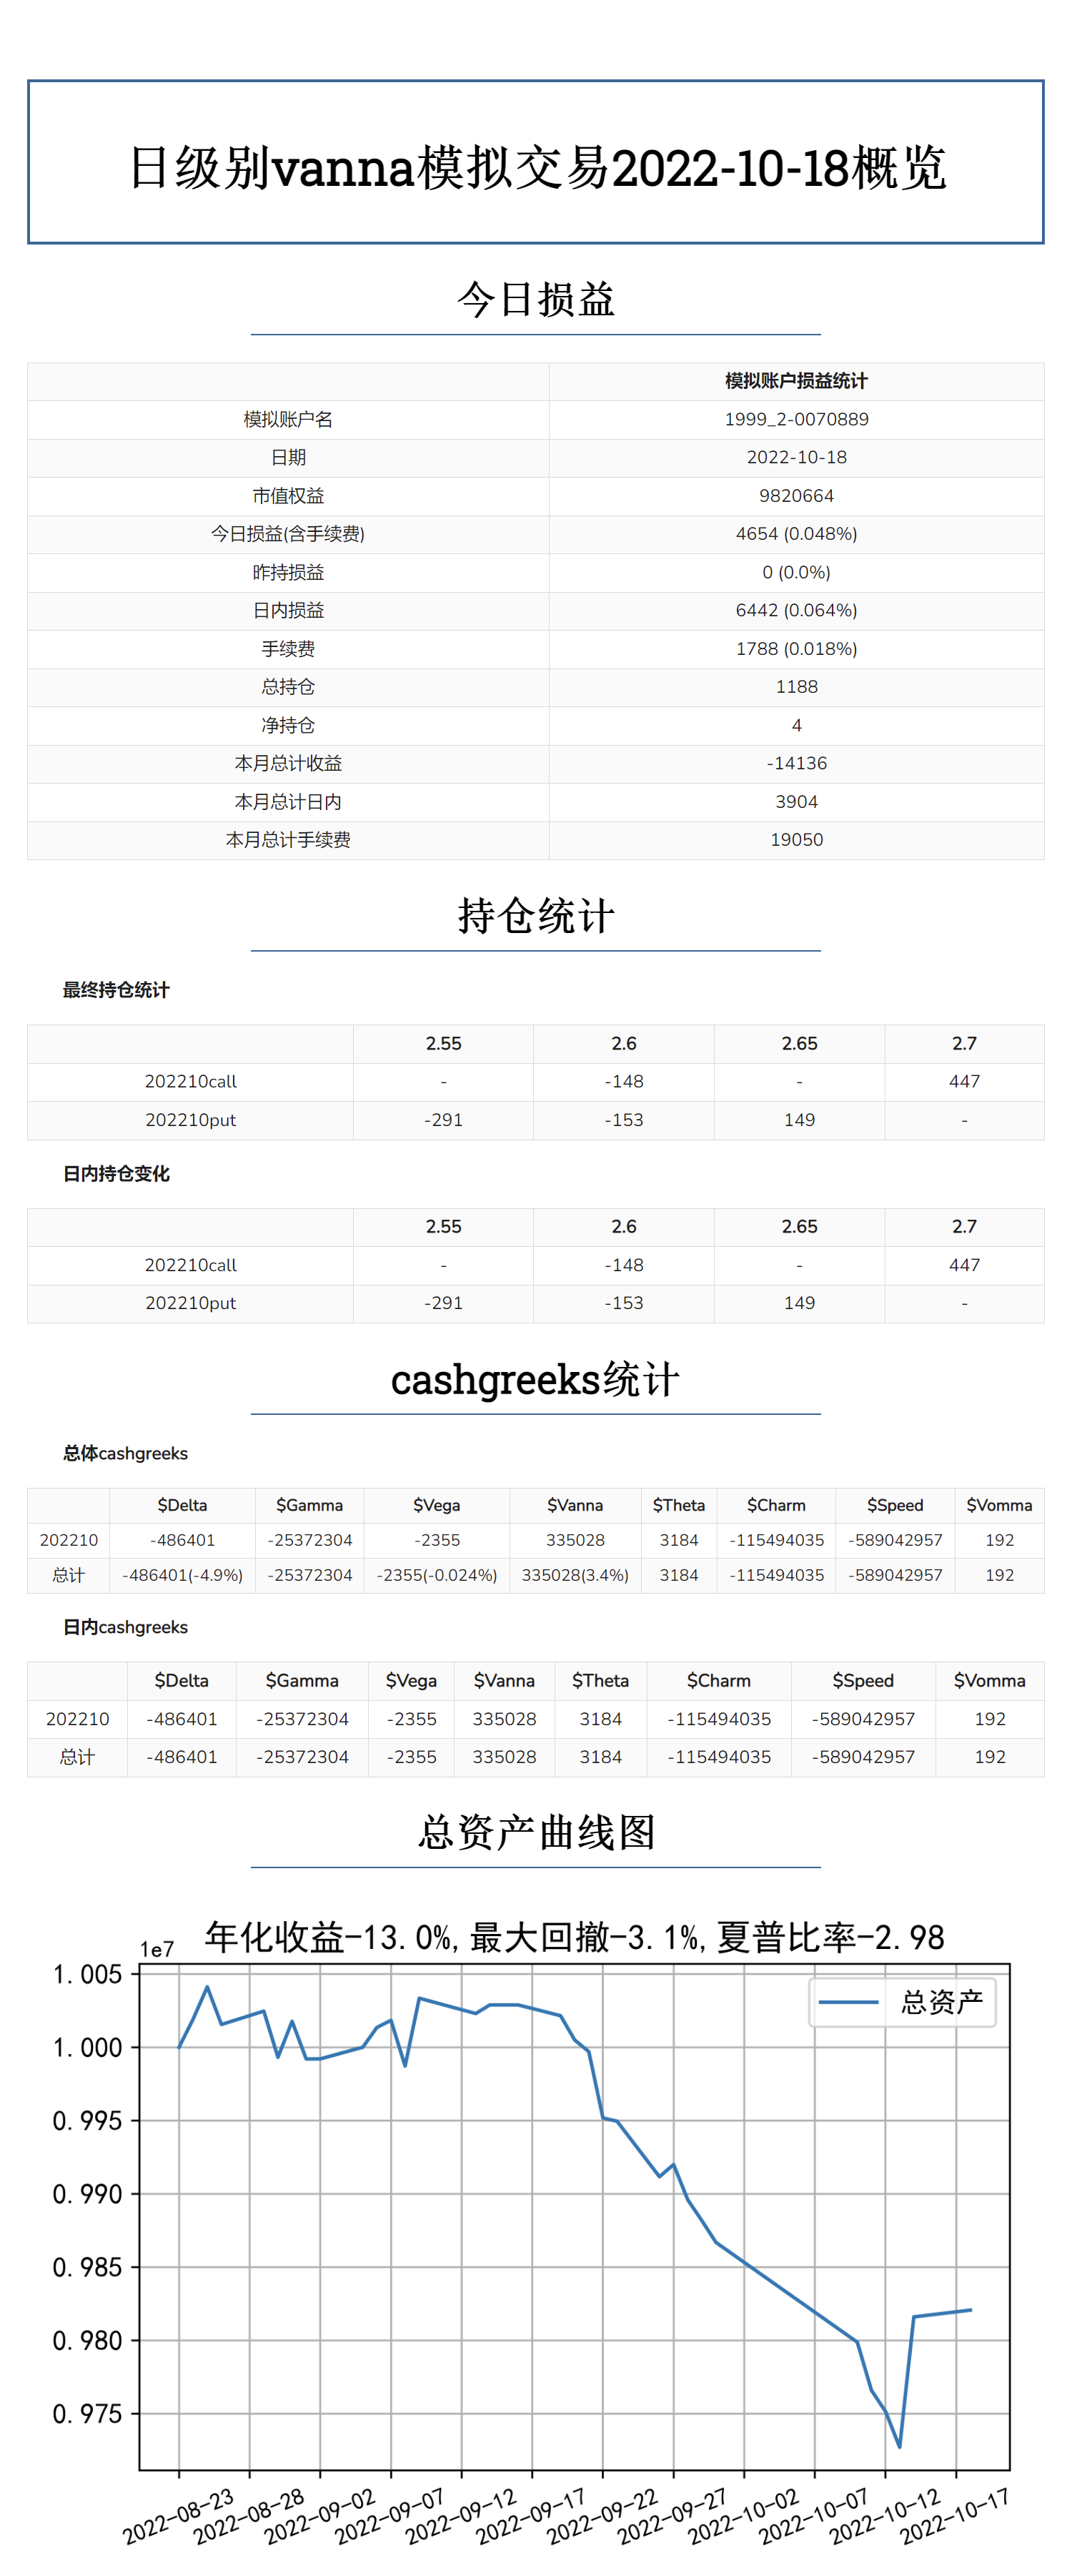 日级别vanna模拟交易2022-10-18概览
今日损益
模拟账户损益统计
模拟账户名 1999_2-0070889
日期 2022-10-18
市值权益 9820664
今日损益(含手续费) 4654 (0.048%)
昨持损益 0 (0.0%)
日内损益 6442 (0.064%)
手续费 1788 (0.018%)
总持仓 1188
净持仓 4
本月总计收益 -14136
本月总计日内 3904
本月总计手续费 19050
持仓统计
最终持仓统计
2.55 2.6 2.65 2.7
202210call - -148 - 447
202210put -291 -153 149 -
日内持仓变化
2.55 2.6 2.65 2.7
202210call - -148 - 447
202210put -291 -153 149 -
cashgreeks统计
总体cashgreeks
$Delta $Gamma $Vega $Vanna $Theta $Charm $Speed $Vomma
202210 -486401 -25372304 -2355 335028 3184 -115494035 -589042957 192
总计 -486401(-4.9%) -25372304 -2355(-0.024%) 335028(3.4%) 3184 -115494035 -589042957 192
日内cashgreeks
$Delta $Gamma $Vega $Vanna $Theta $Charm $Speed $Vomma
202210 -486401 -25372304 -2355 335028 3184 -115494035 -589042957 192
总计 -486401 -25372304 -2355 335028 3184 -115494035 -589042957 192
总资产曲线图
年化收益-13.0%,最大回撤-3.1%,夏普比率-2.98
1e7
总资产
1.005
1.000
0.995
0.990
0.985
0.980
0.975
2022-08-23 2022-08-28 2022-09-02 2022-09-07 2022-09-12 2022-09-17 2022-09-22 2022-09-27 2022-10-02 2022-10-07 2022-10-12 2022-10-17